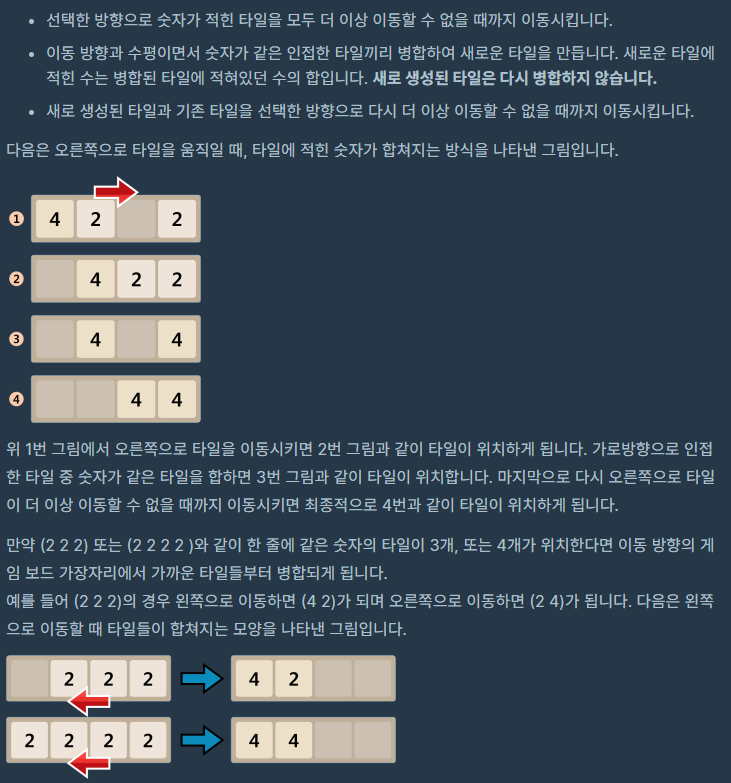 선택한 방향으로 숫자가 적힌 타일을 모두 더 이상 이동할 수 없을 때까지 이동시킵니다.
이동 방향과 수평이면서 숫자가 같은 인접한 타일끼리 병합하여 새로운 타일을 만듭니다. 새로운 타일에
적힌 수는 병합된 타일에 적혀있던 수의 합입니다. 새로 생성된 타일은 다시 병합하지 않습니다.
새로 생성된 타일과 기존 타일을 선택한 방향으로 다시 더 이상 이동할 수 없을 때까지 이동시킵니다.
다음은 오른쪽으로 타일을 움직일 때, 타일에 적힌 숫자가 합쳐지는 방식을 나타낸 그림입니다.
1 4 2 2
2 4 2 2
3 4 4
4 4 4
위 1번 그림에서 오른쪽으로 타일을 이동시키면 2번 그림과 같이 타일이 위치하게 됩니다. 가로방향으로 인접
한 타일 중 숫자가 같은 타일을 합하면 3번 그림과 같이 타일이 위치합니다. 마지막으로 다시 오른쪽으로 타일
이 더 이상 이동할 수 없을 때까지 이동시키면 최종적으로 4번과 같이 타일이 위치하게 됩니다.
만약 (2 2 2) 또는 (2 2 2 2 )와 같이 한 줄에 같은 숫자의 타일이 3개, 또는 4개가 위치한다면 이동 방향의 게
임 보드 가장자리에서 가까운 타일들부터 병합되게 됩니다.
예를 들어 (2 2 2)의 경우 왼쪽으로 이동하면 (4 2)가 되며 오른쪽으로 이동하면 (2 4)가 됩니다. 다음은 왼쪽
으로 이동할 때 타일들이 합쳐지는 모양을 나타낸 그림입니다.
2 2 2 4 2
2 2 2 2 4 4